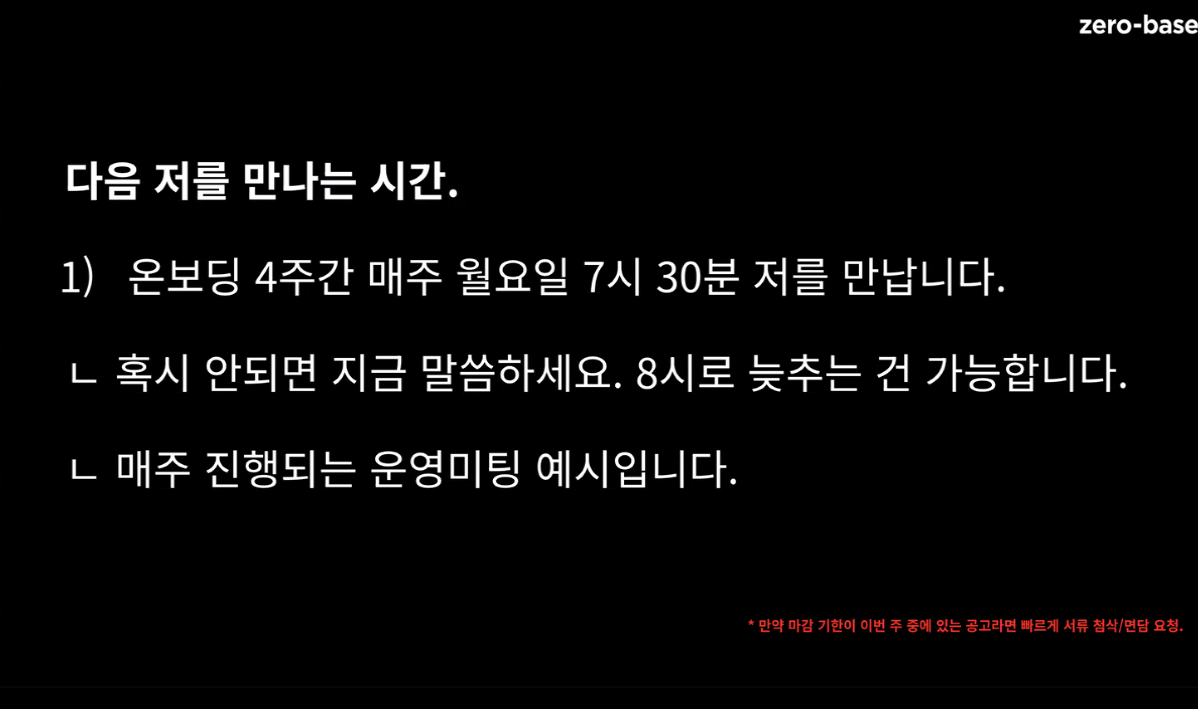 zero-base
다음 저를 만나는 시간.
1) 온보딩 4주간 매주 월요일 7시 30분 저를 만납니다.
ㄴ 혹시 안되면 지금 말씀하세요. 8시로 늦추는 건 가능합니다.
ㄴ 매주 진행되는 운영미팅 예시입니다.
* 만약 마감 기한이 이번 주 중에 있는 공고라면 빠르게 서류 첨삭/면담 요청.